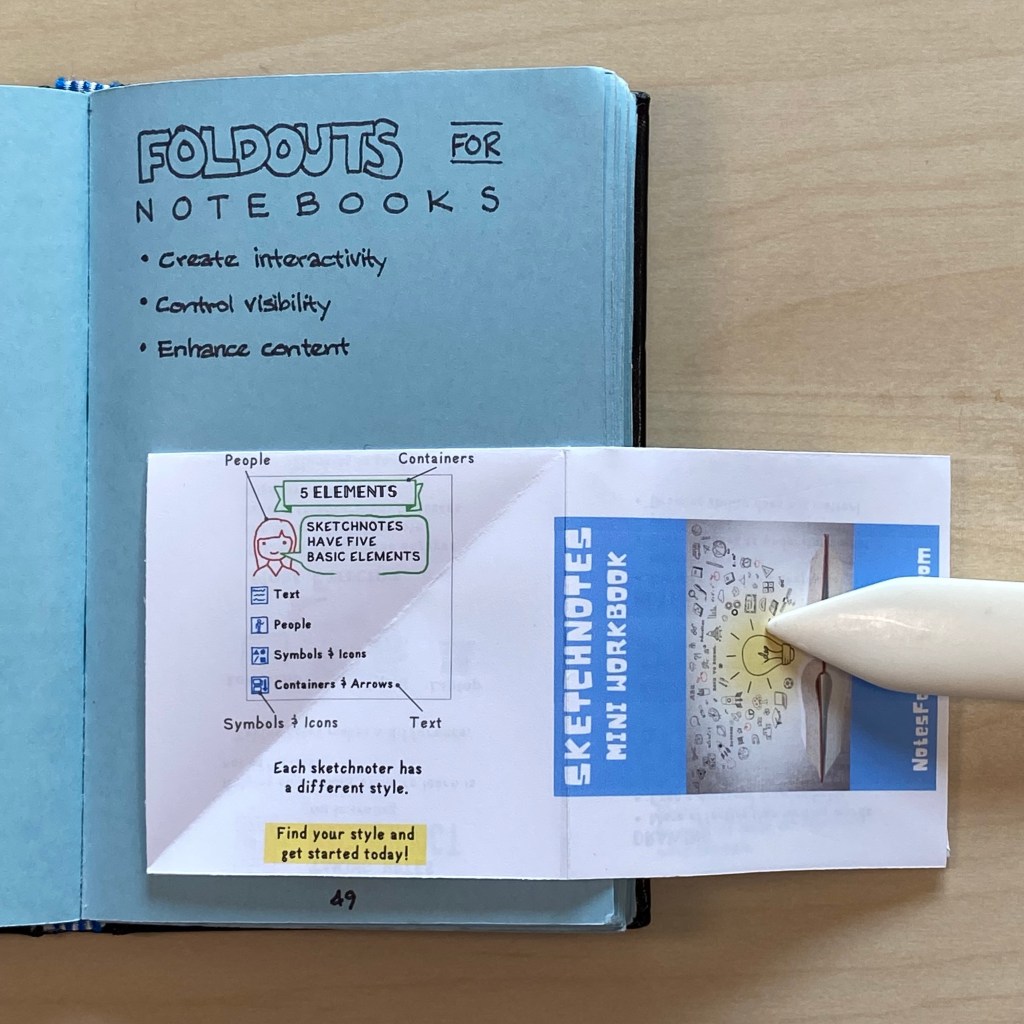 FOLDOUTS FOR
NOTEBOOKS
• Create interactivity
• Control visibility
• Enhance content
People
Containers
5 ELEMENTS
SKETCHNOTES
HAVE FIVE
BASIC ELEMENTS
Text
People
Symbols & Icons
Containers & Arrows
Symbols & Icons
Text
Each sketchnoter has
a different style.
Find your style and
get started today!
SKETCHNOTES
MINI WORKBOOK
49